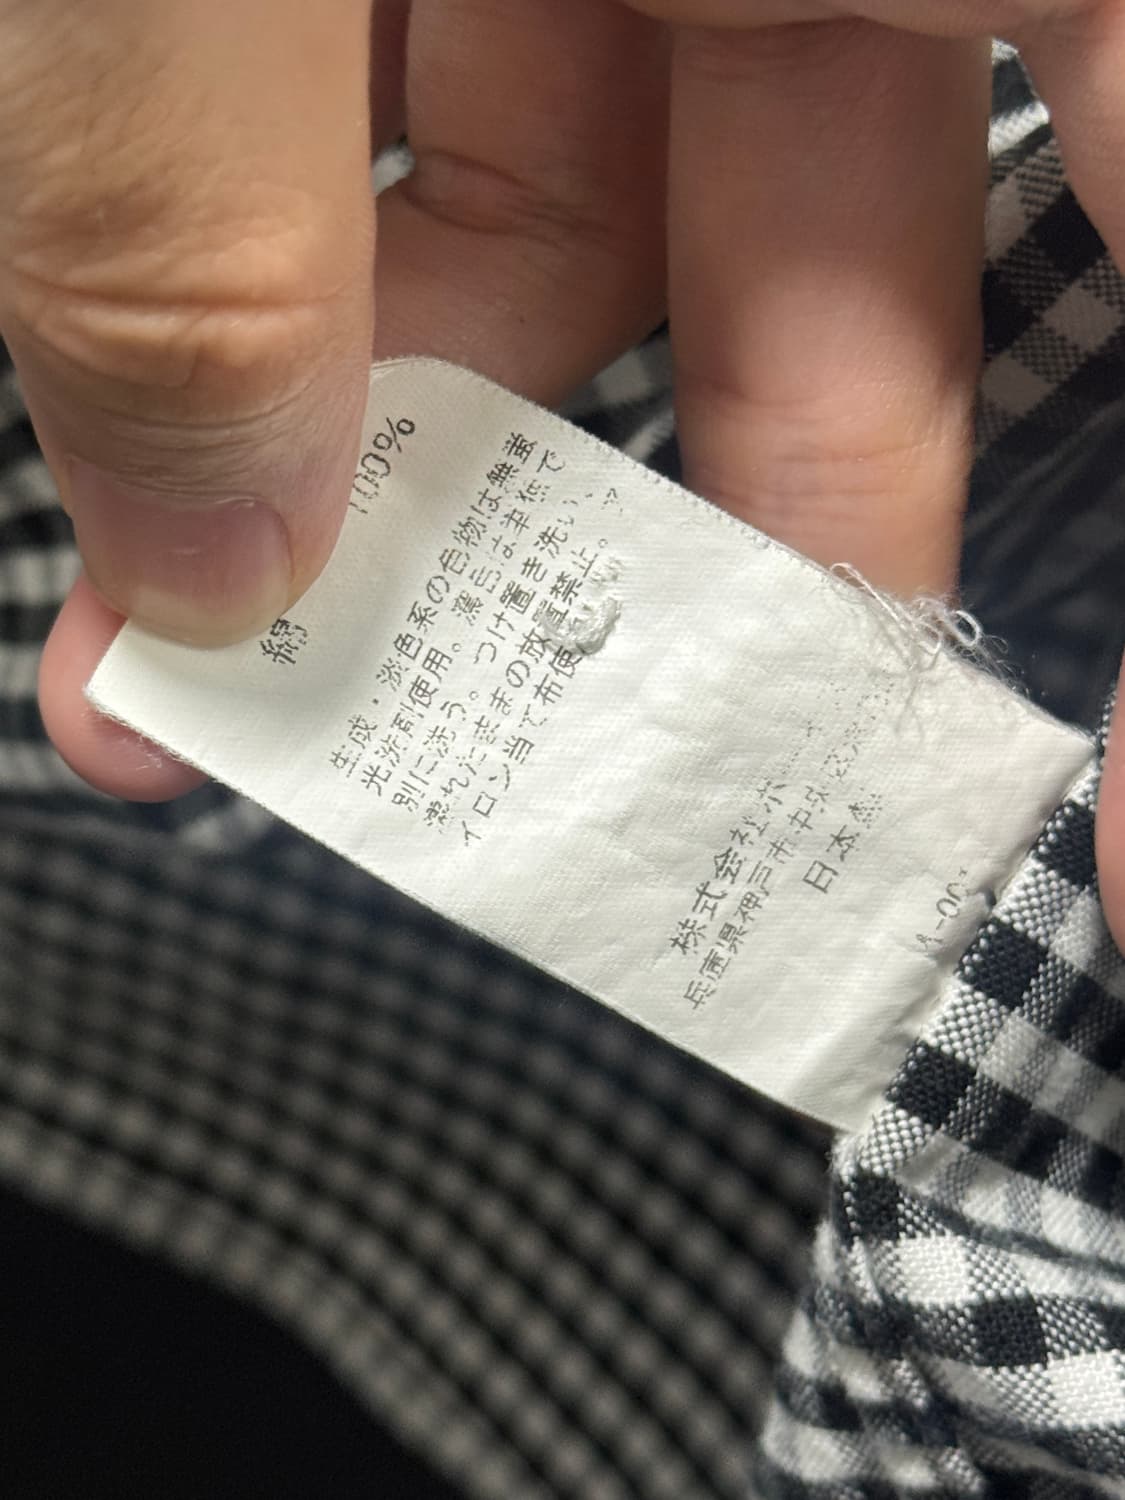 綿 100%
生成・淡色系の色物は無蛍
光洗剤使用。濃色は単独で
別に洗う。つけ置き洗い、
濡れたままの放置禁止。
イロン当て布使
株式会社
兵庫県神戸市中央区
日本製